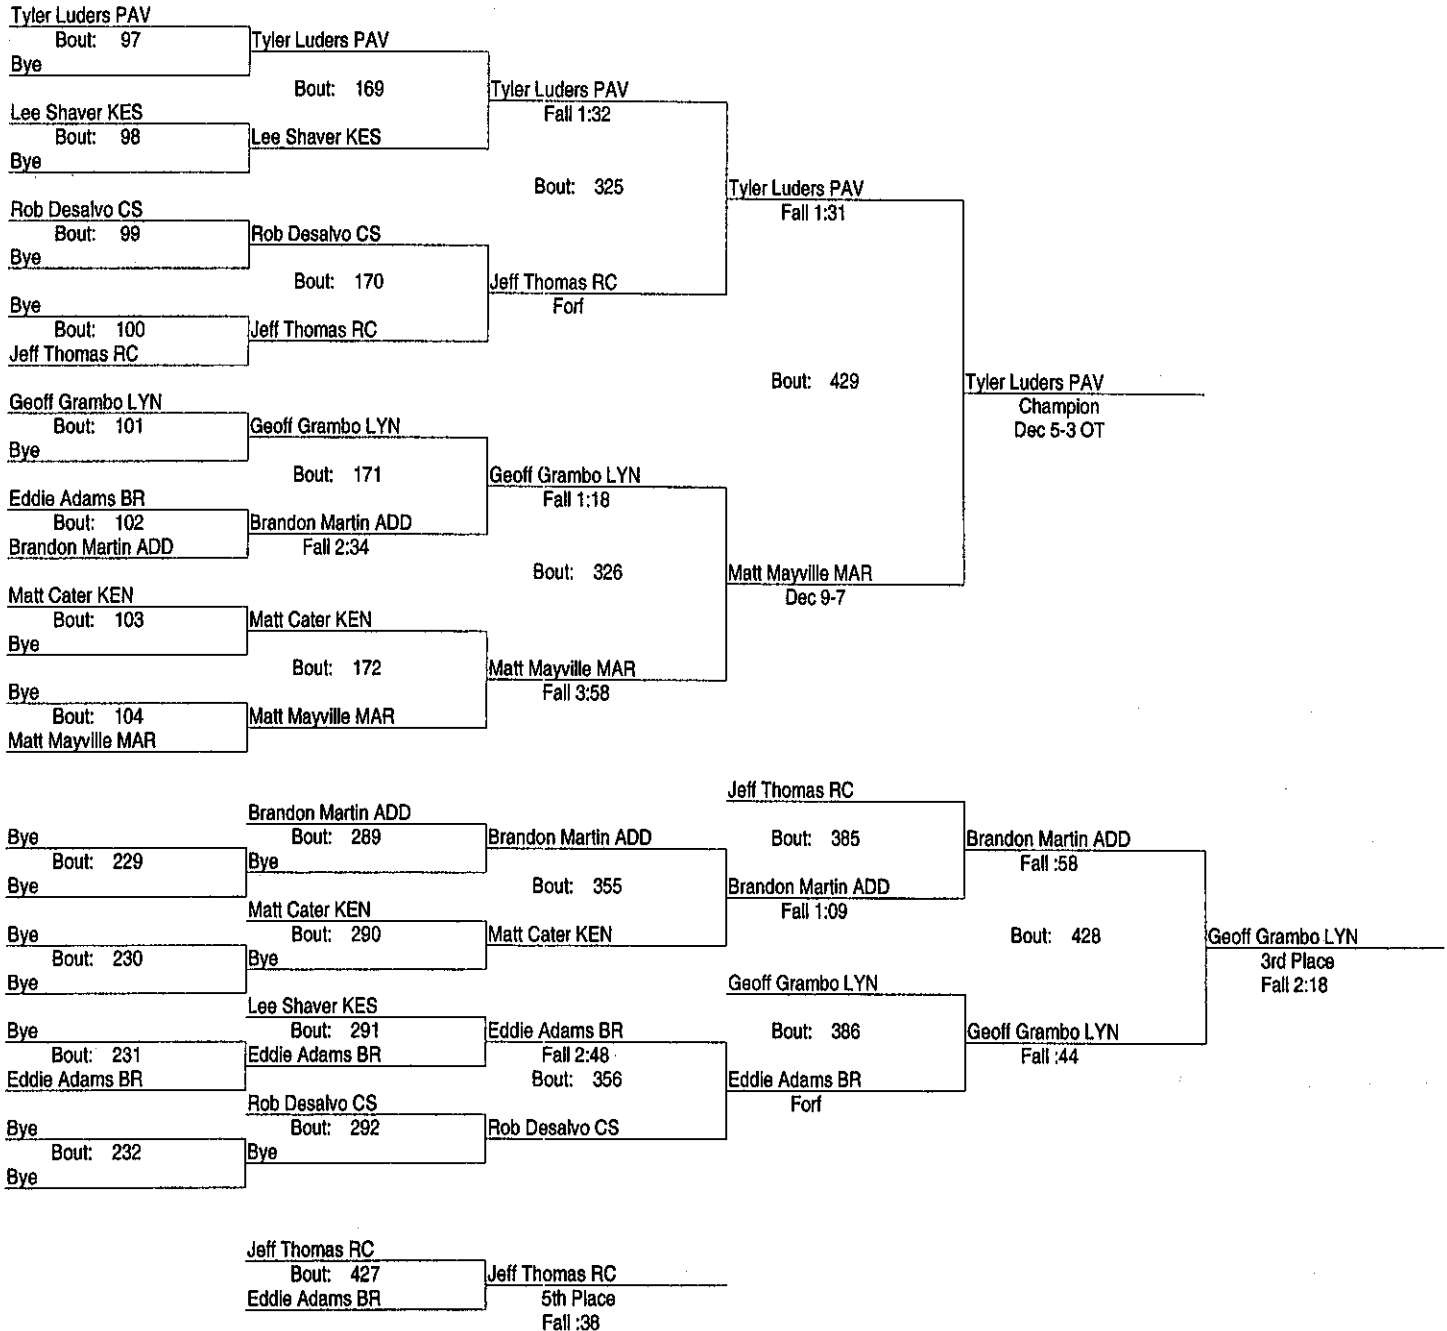 Tyler Luders PAV
Bout: 97
Bye
Tyler Luders PAV
Bout: 169
Lee Shaver KES
Bout: 98
Bye
Lee Shaver KES
Tyler Luders PAV
Fall 1:32
Bout: 325
Rob Desalvo CS
Bout: 99
Bye
Rob Desalvo CS
Bout: 170
Bye
Bout: 100
Jeff Thomas RC
Jeff Thomas RC
Jeff Thomas RC
Forf
Tyler Luders PAV
Fall 1:31
Bout: 429
Tyler Luders PAV
Champion
Dec 5-3 OT
Geoff Grambo LYN
Bout: 101
Bye
Geoff Grambo LYN
Bout: 171
Eddie Adams BR
Bout: 102
Brandon Martin ADD
Brandon Martin ADD
Fall 2:34
Geoff Grambo LYN
Fall 1:18
Bout: 326
Matt Cater KEN
Bout: 103
Bye
Matt Cater KEN
Bout: 172
Bye
Bout: 104
Matt Mayville MAR
Matt Mayville MAR
Matt Mayville MAR
Fall 3:58
Matt Mayville MAR
Dec 9-7
Bye
Bout: 229
Bye
Brandon Martin ADD
Bout: 289
Bye
Brandon Martin ADD
Bout: 355
Bye
Bout: 230
Bye
Matt Cater KEN
Bout: 290
Bye
Matt Cater KEN
Jeff Thomas RC
Bout: 385
Brandon Martin ADD
Fall 1:09
Brandon Martin ADD
Fall :58
Bout: 428
Geoff Grambo LYN
3rd Place
Fall 2:18
Bye
Bout: 231
Eddie Adams BR
Lee Shaver KES
Bout: 291
Eddie Adams BR
Eddie Adams BR
Fall 2:48
Bout: 356
Bye
Bout: 232
Bye
Rob Desalvo CS
Bout: 292
Bye
Rob Desalvo CS
Geoff Grambo LYN
Bout: 386
Eddie Adams BR
Forf
Geoff Grambo LYN
Fall :44
Jeff Thomas RC
Bout: 427
Eddie Adams BR
Jeff Thomas RC
5th Place
Fall :38